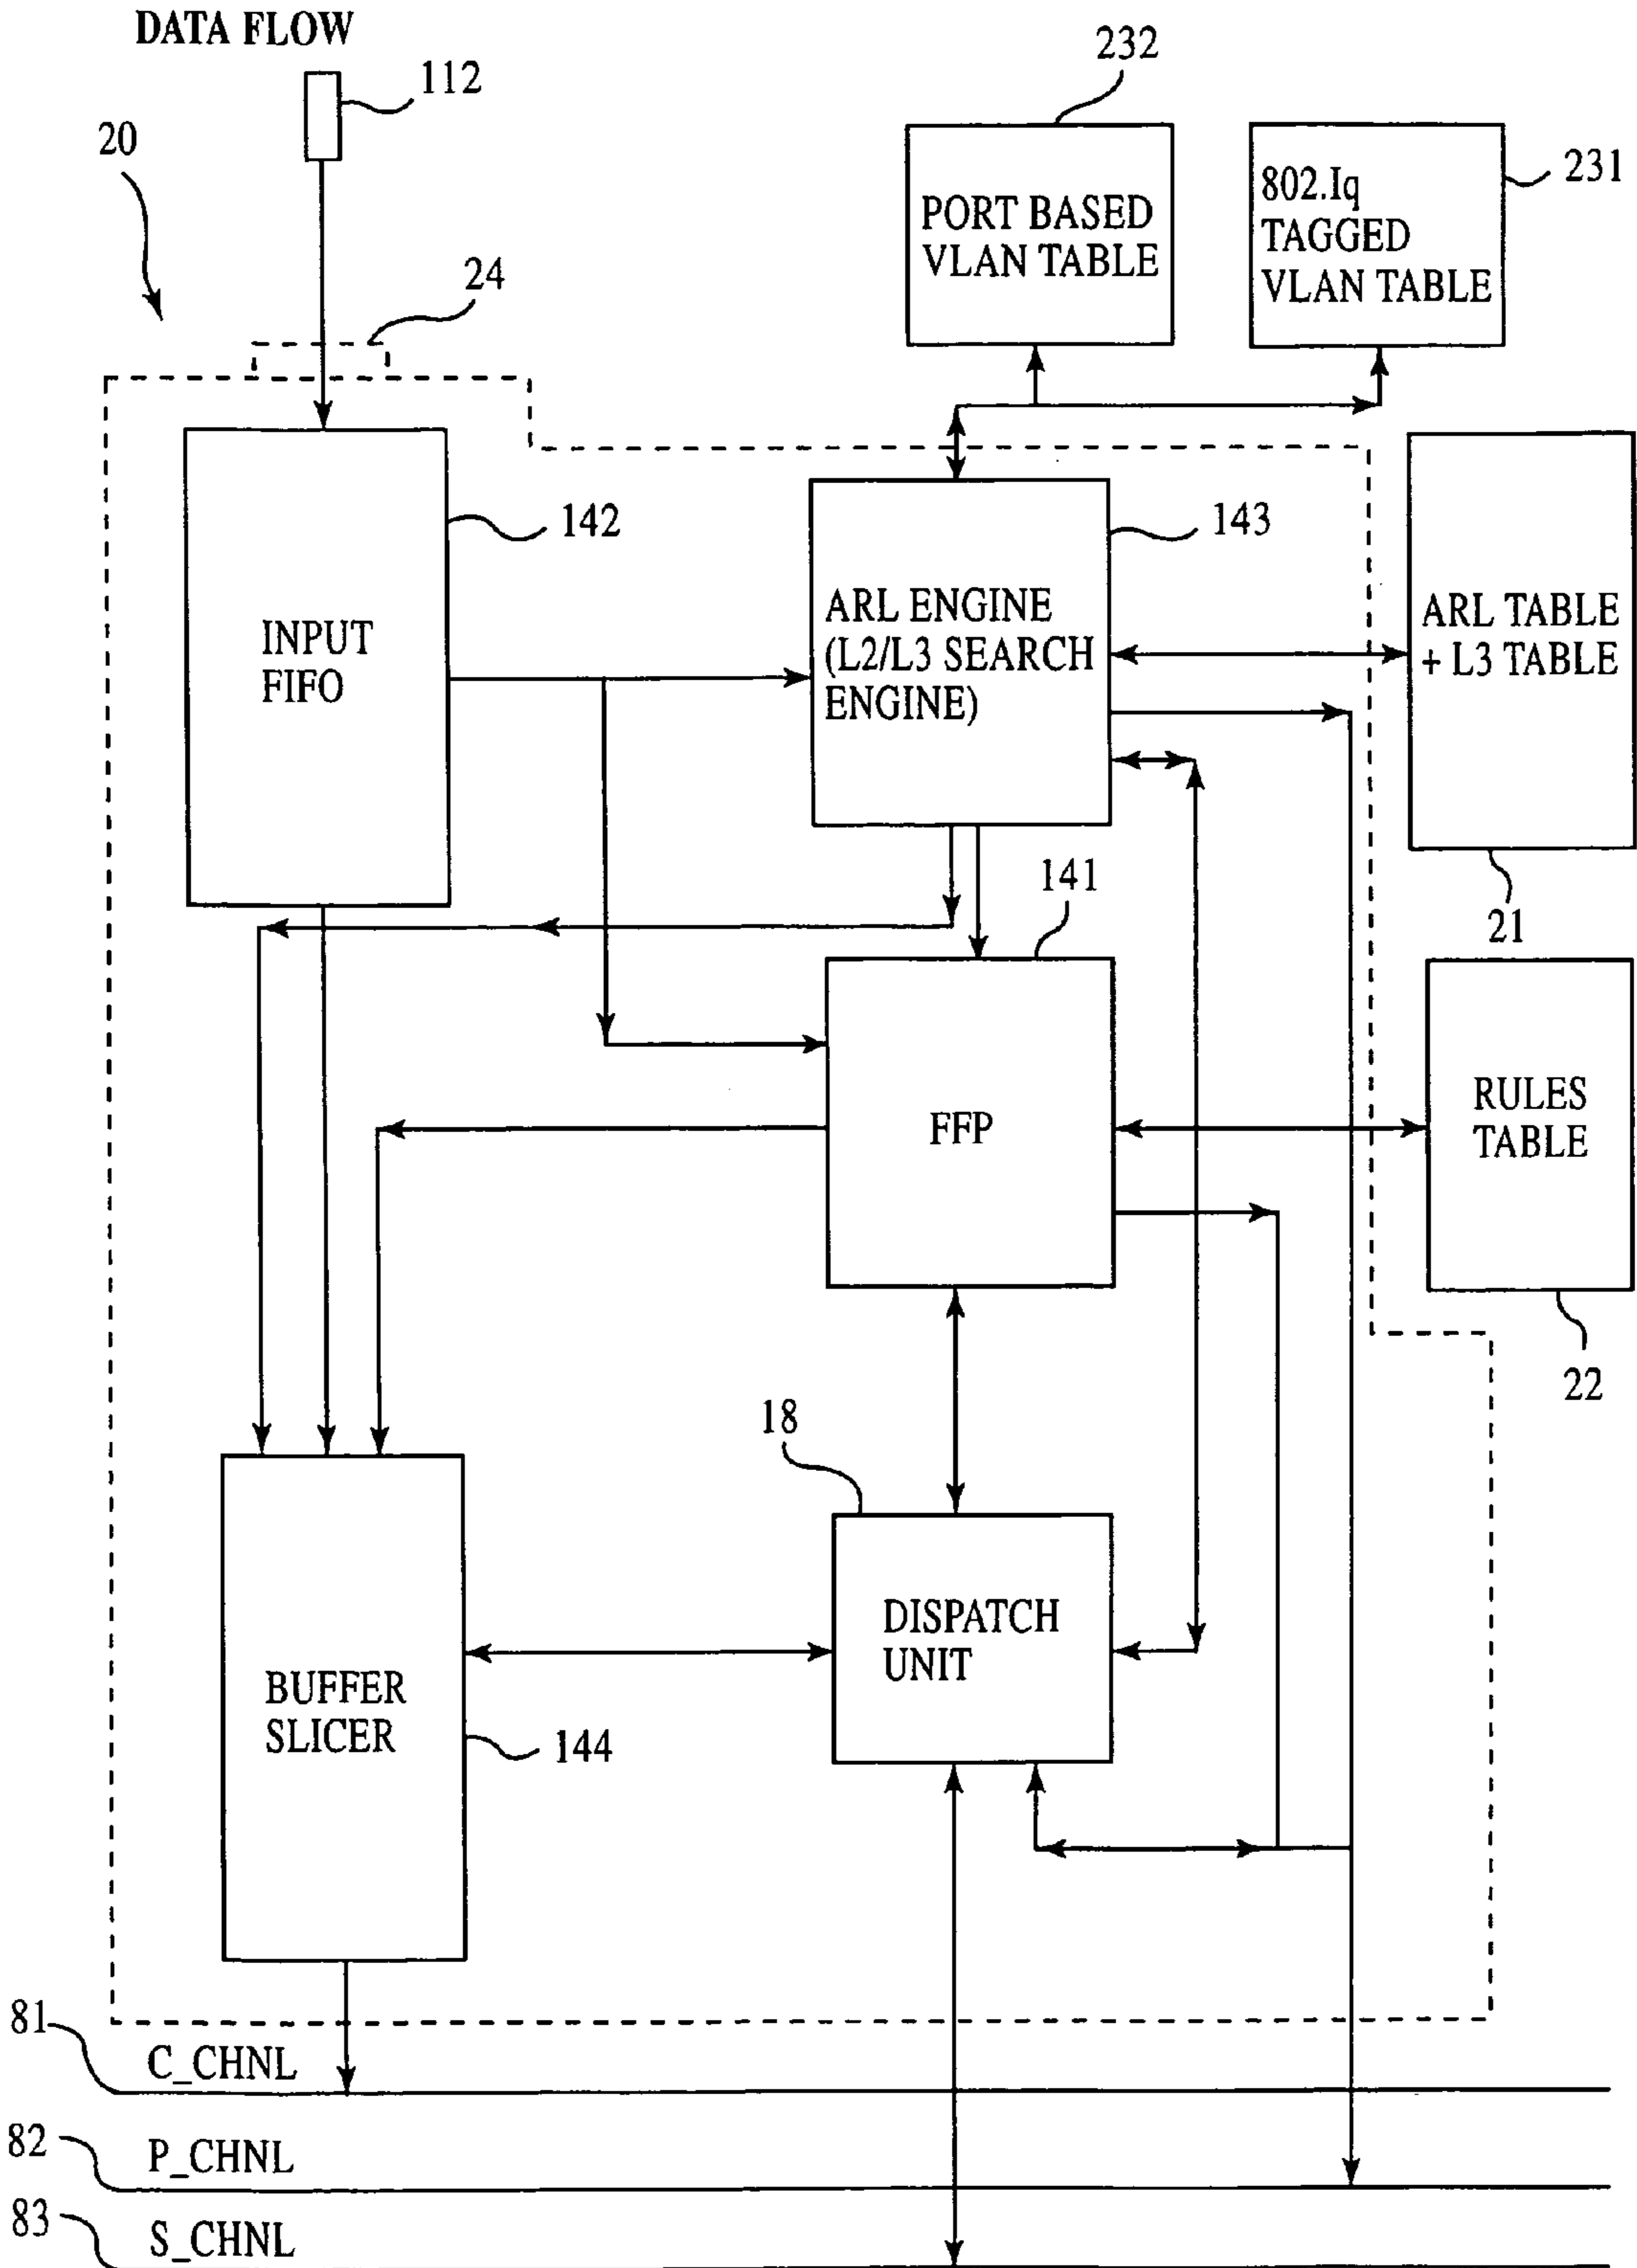 DATA FLOW
112
20
24
232
231
PORT BASED
VLAN TABLE
802.Iq
TAGGED
VLAN TABLE
142
143
INPUT
FIFO
ARL ENGINE
(L2/L3 SEARCH
ENGINE)
ARL TABLE
+ L3 TABLE
21
141
FFP
RULES
TABLE
22
18
DISPATCH
UNIT
BUFFER
SLICER
144
81
C_CHNL
82
P_CHNL
83
S_CHNL